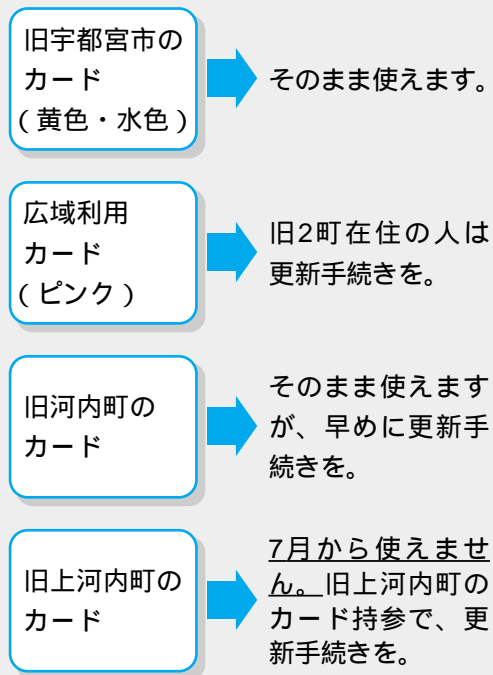 旧宇都宮市の
カード
(黄色・水色)
そのまま使えます。
広域利用
カード
(ピンク)
旧2町在住の人は
更新手続きを。
旧河内町の
カード
そのまま使えます
が、早めに更新手
続きを。
旧上河内町の
カード
7月から使えませ
ん。旧上河内町の
カード持参で、更
新手続きを。